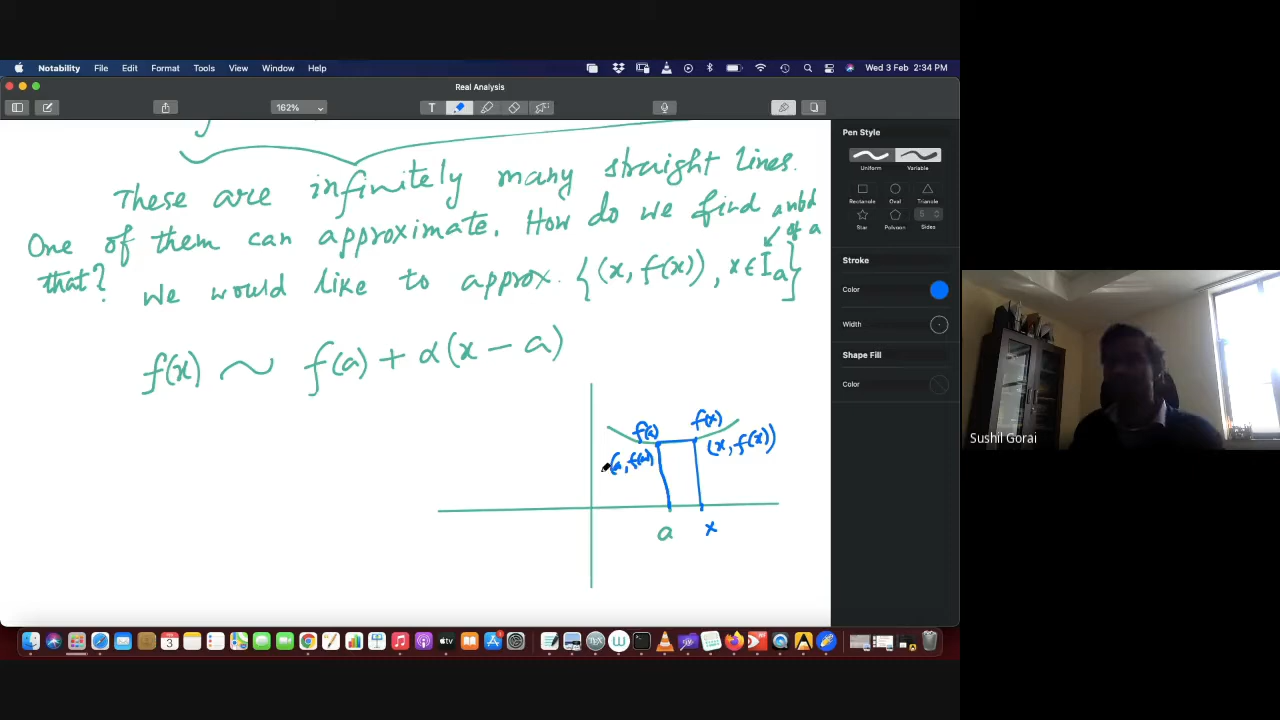 Notability File Edit Format Tools View Window Help Wed 3 Feb 2:34 PM
Real Analysis
162%
T
Pen Style
Uniform Variable
Rectangle Oval Triangle
Star Polygon 5 Sides
Stroke
Color
Width
Shape Fill
Color
These are infinitely many straight lines.
One of them can approximate. How do we find a nbd
that? of a
We would like to approx. {(x, f(x)), x ∈ I_a}
f(x) ~ f(a) + α(x – a)
f(a) f(x)
(a, f(a)) (x, f(x))
a x
Sushil Gorai